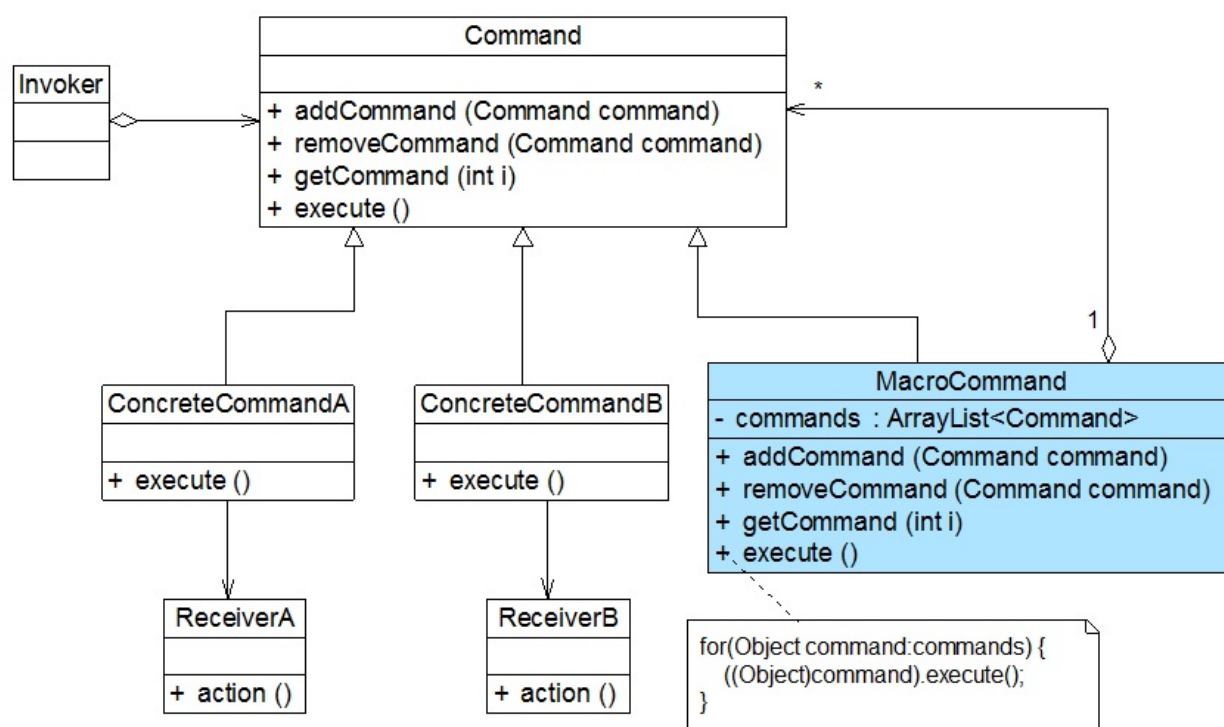 Command
Invoker
+ addCommand (Command command)
+ removeCommand (Command command)
+ getCommand (int i)
+ execute ()
*
1
ConcreteCommandA
+ execute ()
ConcreteCommandB
+ execute ()
MacroCommand
- commands : ArrayList<Command>
+ addCommand (Command command)
+ removeCommand (Command command)
+ getCommand (int i)
+ execute ()
ReceiverA
+ action ()
ReceiverB
+ action ()
for(Object command:commands) {
((Object)command).execute();
}